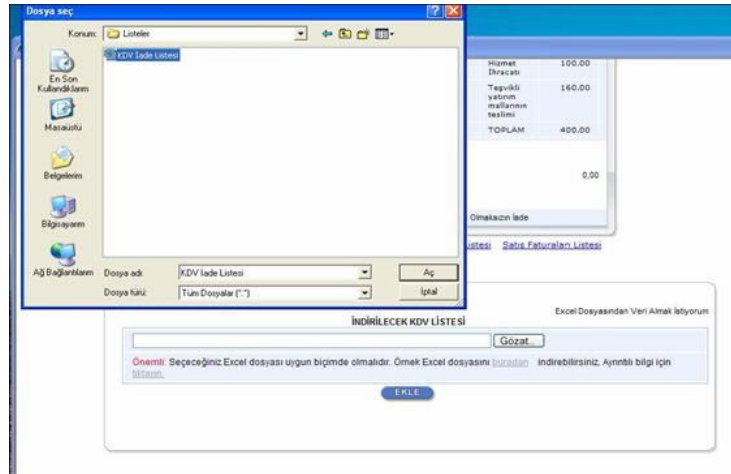 Dosya seç
Konum: Listeler
KDV İade Listesi
En Son
Kullandıklarım
Masaüstü
Belgelerim
Bilgisayarım
Ağ Bağlantılarım
Dosya adı: KDV İade Listesi Aç
Dosya türü: Tüm Dosyalar (*.*) İptal
Hizmet İhracatı 100.00
Teşvikli yatırım mallarının teslimi 160.00
TOPLAM 400.00
0,00
Olmaksızın İade
istesi Satış Faturaları Listesi
Excel Dosyasından Veri Almak İstiyorum
İNDİRİLECEK KDV LİSTESİ
Gözat...
Önemli: Seçeceğiniz Excel dosyası uygun biçimde olmalıdır. Örnek Excel dosyasını buradan indirebilirsiniz. Ayrıntılı bilgi için
tıklayın.
EKLE